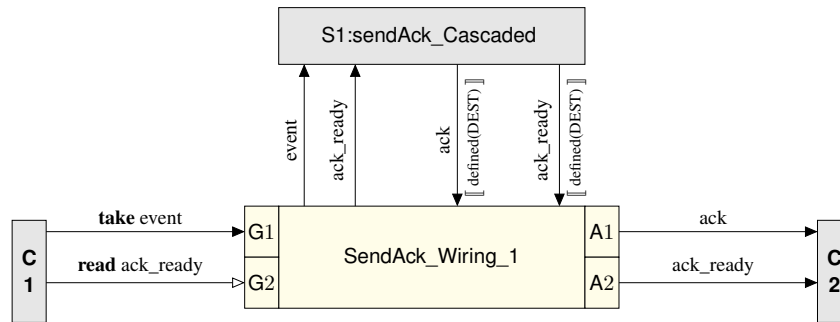 S1:sendAck_Cascaded
event
ack_ready
ack
⟦ defined(DEST) ⟧
ack_ready
⟦ defined(DEST) ⟧
C
1
take event
read ack_ready
G1
G2
SendAck_Wiring_1
A1
A2
ack
ack_ready
C
2